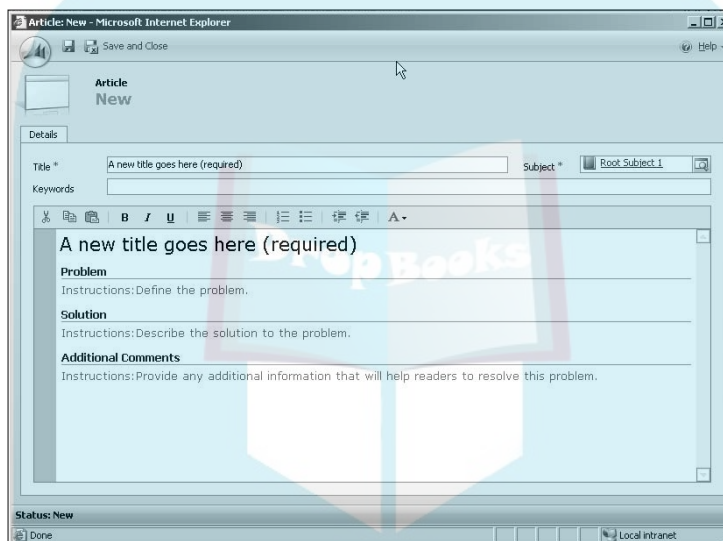 Article: New - Microsoft Internet Explorer
Save and Close
Help
Article
New
Details
Title *
A new title goes here (required)
Subject *
Root Subject 1
Keywords
B I U
A
A new title goes here (required)
Problem
Instructions:Define the problem.
Solution
Instructions:Describe the solution to the problem.
Additional Comments
Instructions:Provide any additional information that will help readers to resolve this problem.
DropBooks
Status: New
Done
Local intranet